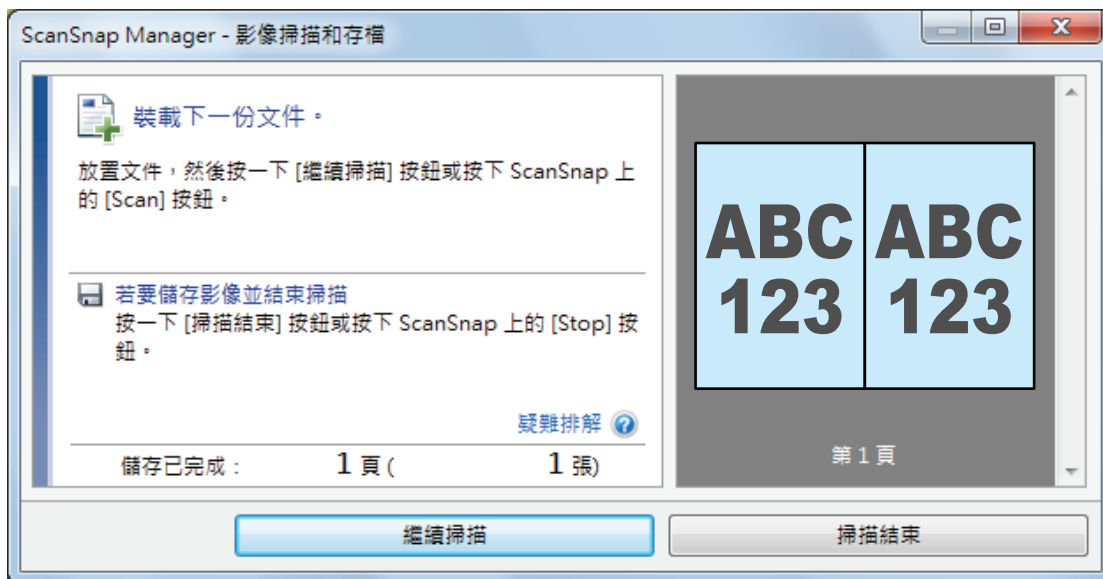 ScanSnap Manager - 影像掃描和存檔
裝載下一份文件。
放置文件，然後按一下 [繼續掃描] 按鈕或按下 ScanSnap 上
的 [Scan] 按鈕。
若要儲存影像並結束掃描
按一下 [掃描結束] 按鈕或按下 ScanSnap 上的 [Stop] 按
鈕。
疑難排解
儲存已完成： 1 頁 ( 1 張)
ABC ABC
123 123
第 1 頁
繼續掃描
掃描結束